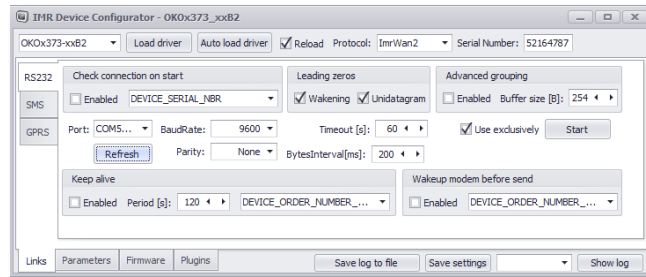 IMR Device Configurator - OKOx373_xxB2
OKOx373-xxB2 Load driver Auto load driver Reload Protocol: ImrWan2 Serial Number: 52164787
RS232 Check connection on start Leading zeros Advanced grouping
SMS Enabled DEVICE_SERIAL_NBR Wakening Unidatagram Enabled Buffer size [B]: 254
GPRS Port: COM5... BaudRate: 9600 Timeout [s]: 60 Use exclusively Start
Refresh Parity: None BytesInterval[ms]: 200
Keep alive Wakeup modem before send
Enabled Period [s]: 120 DEVICE_ORDER_NUMBER_... Enabled DEVICE_ORDER_NUMBER_...
Links Parameters Firmware Plugins Save log to file Save settings Show log